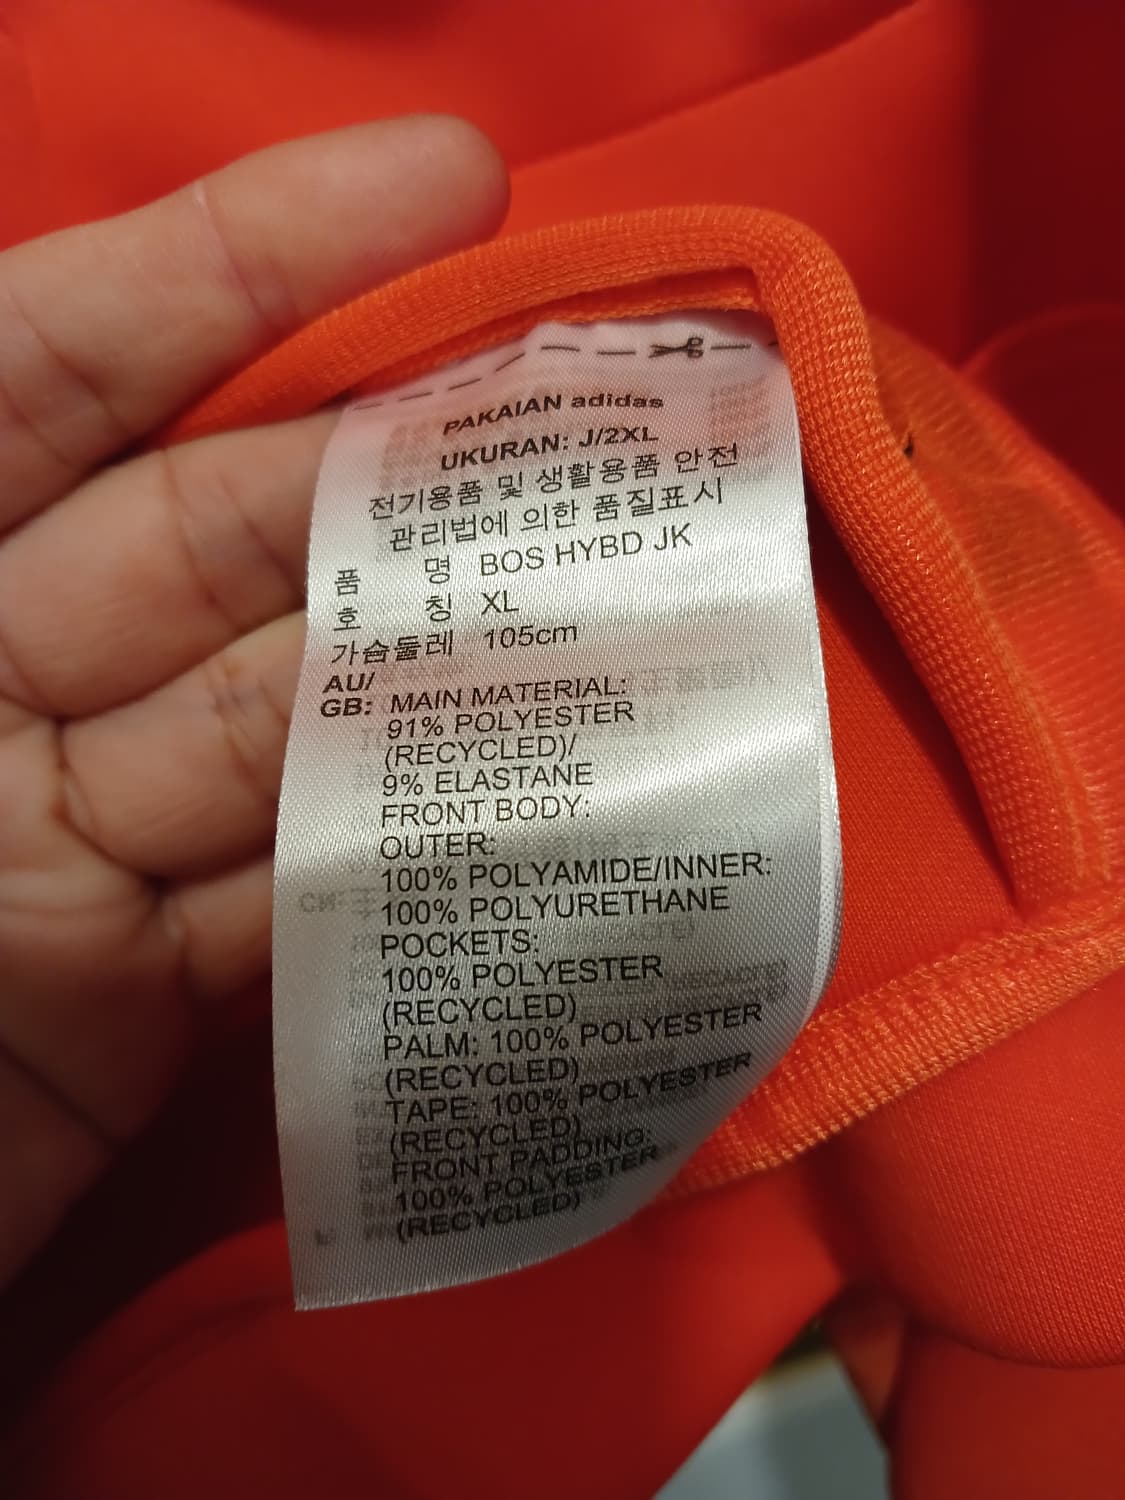 PAKAIAN adidas
UKURAN: J/2XL
전기용품 및 생활용품 안전
관리법에 의한 품질표시
품 명 BOS HYBD JK
호 칭 XL
가슴둘레 105cm
AU/
GB: MAIN MATERIAL:
91% POLYESTER
(RECYCLED)/
9% ELASTANE
FRONT BODY:
OUTER:
100% POLYAMIDE/INNER:
100% POLYURETHANE
POCKETS:
100% POLYESTER
(RECYCLED)
PALM: 100% POLYESTER
(RECYCLED)
TAPE: 100% POLYESTER
(RECYCLED)
FRONT PADDING:
100% POLYESTER
(RECYCLED)